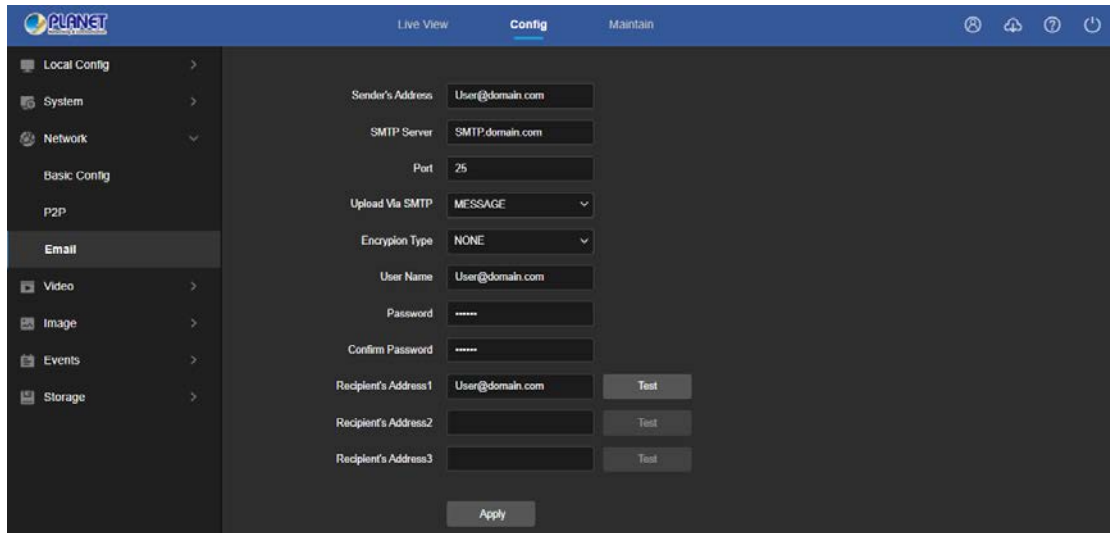 PLANET
Live View Config Maintain
Local Config
System
Network
Basic Config
P2P
Email
Video
Image
Events
Storage
Sender's Address User@domain.com
SMTP Server SMTP.domain.com
Port 25
Upload Via SMTP MESSAGE
Encrypion Type NONE
User Name User@domain.com
Password ••••••
Confirm Password ••••••
Recipient's Address1 User@domain.com Test
Recipient's Address2 Test
Recipient's Address3 Test
Apply